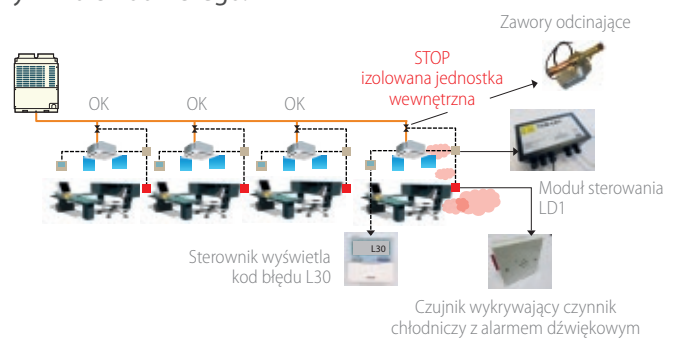 Zawory odcinające
STOP
izolowana jednostka
wewnętrzna
OK
OK
OK
Moduł sterowania
LD1
Sterownik wyświetla
kod błędu L30
L30
Czujnik wykrywający czynnik
chłodniczy z alarmem dźwiękowym